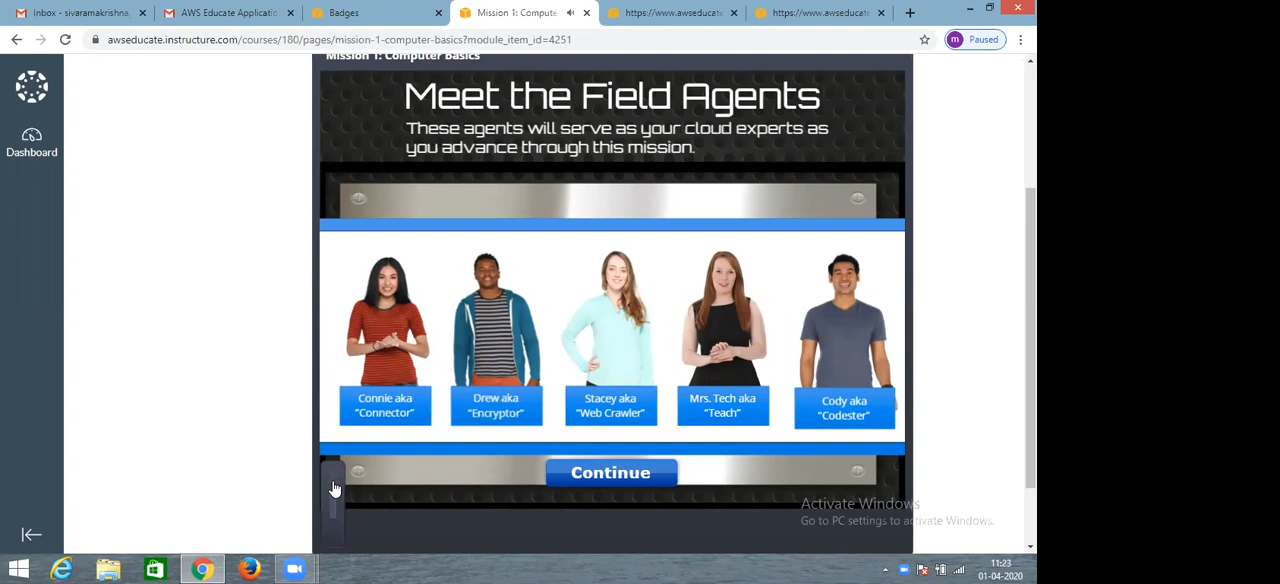 Inbox - sivaramakrishna
AWS Educate Applicatio
Badges
Mission 1: Compute
https://www.awseducate
https://www.awseducate
awseducate.instructure.com/courses/180/pages/mission-1-computer-basics?module_item_id=4251
m Paused
Mission 1: Computer Basics
Dashboard
Meet the Field Agents
These agents will serve as your cloud experts as
you advance through this mission.
Connie aka
“Connector”
Drew aka
“Encryptor”
Stacey aka
“Web Crawler”
Mrs. Tech aka
“Teach”
Cody aka
“Codester”
Continue
Activate Windows
Go to PC settings to activate Windows.
11:23
01-04-2020